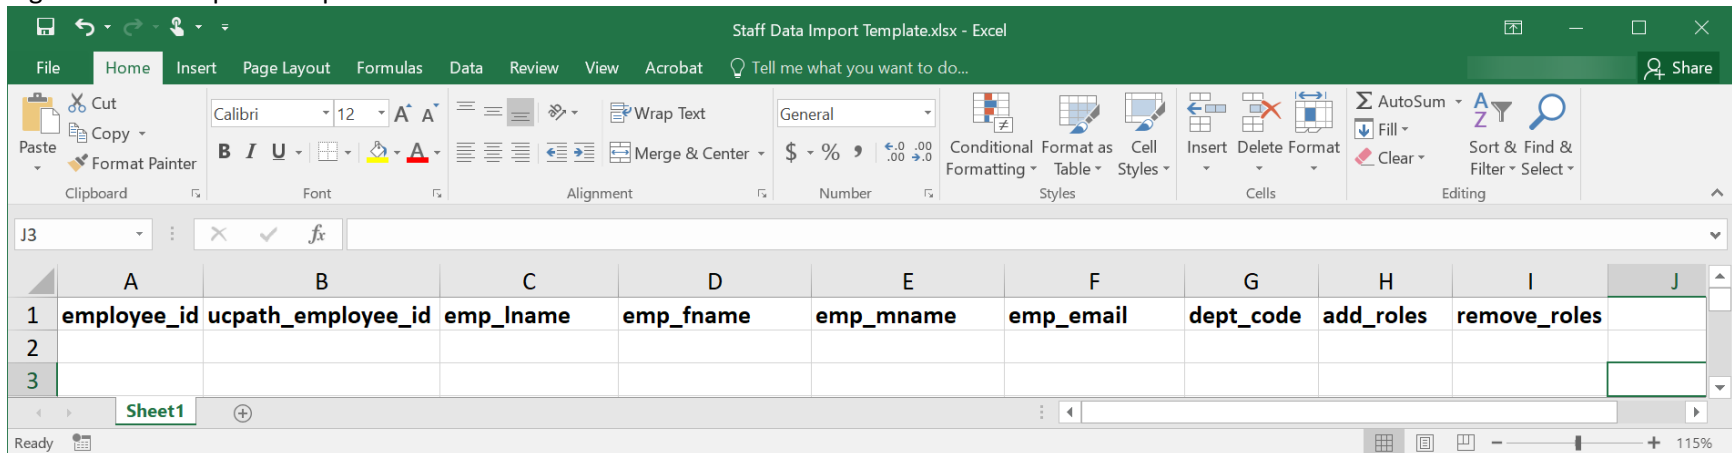 Staff Data Import Template.xlsx - Excel
File Home Insert Page Layout Formulas Data Review View Acrobat Tell me what you want to do... Share
Cut
Copy
Format Painter
Paste
Clipboard
Calibri 12 A A
B I U A
Font
Wrap Text
Merge & Center
Alignment
General
$ % , .0 .00 .00 .0
Number
Conditional Formatting Format as Table Cell Styles
Styles
Insert Delete Format
Cells
AutoSum
Fill
Clear
Sort & Filter Find & Select
Editing
J3 fx
A B C D E F G H I J
1 employee_id ucpath_employee_id emp_lname emp_fname emp_mname emp_email dept_code add_roles remove_roles
2
3
Sheet1
Ready 115%